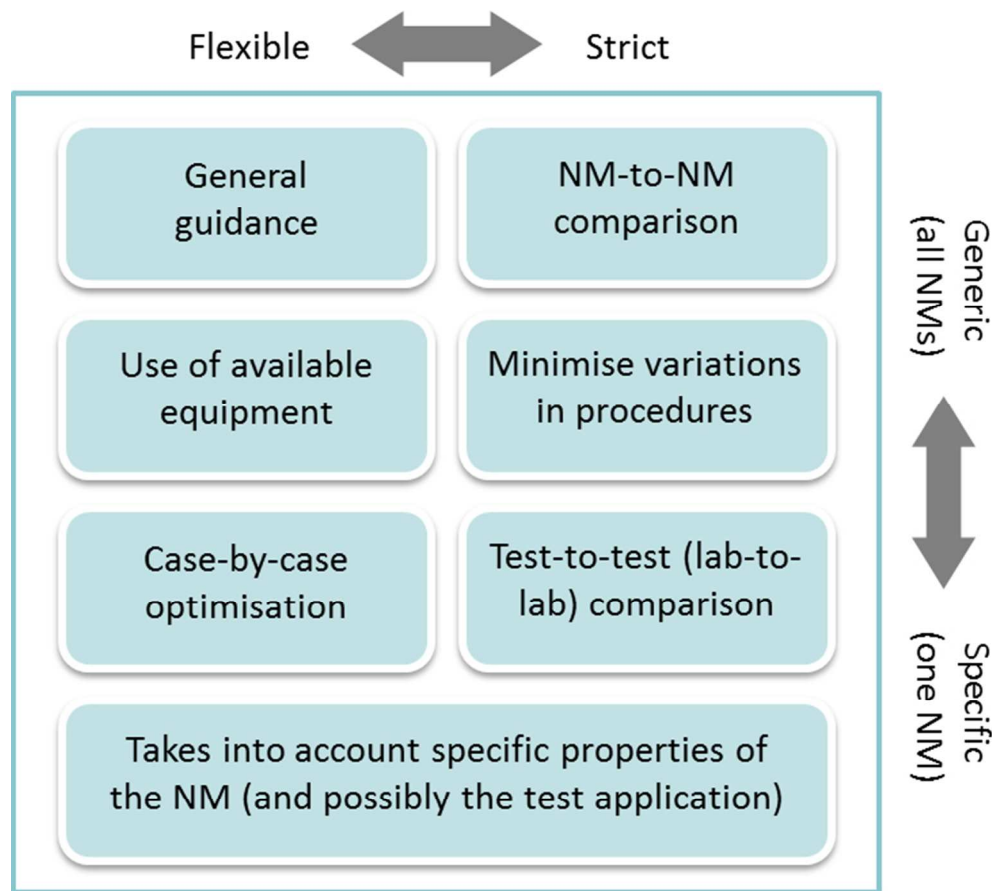 Flexible
Strict
General
guidance
NM-to-NM
comparison
Use of available
equipment
Minimise variations
in procedures
Case-by-case
optimisation
Test-to-test (lab-to-
lab) comparison
Takes into account specific properties of
the NM (and possibly the test application)
Generic
(all NMs)
Specific
(one NM)